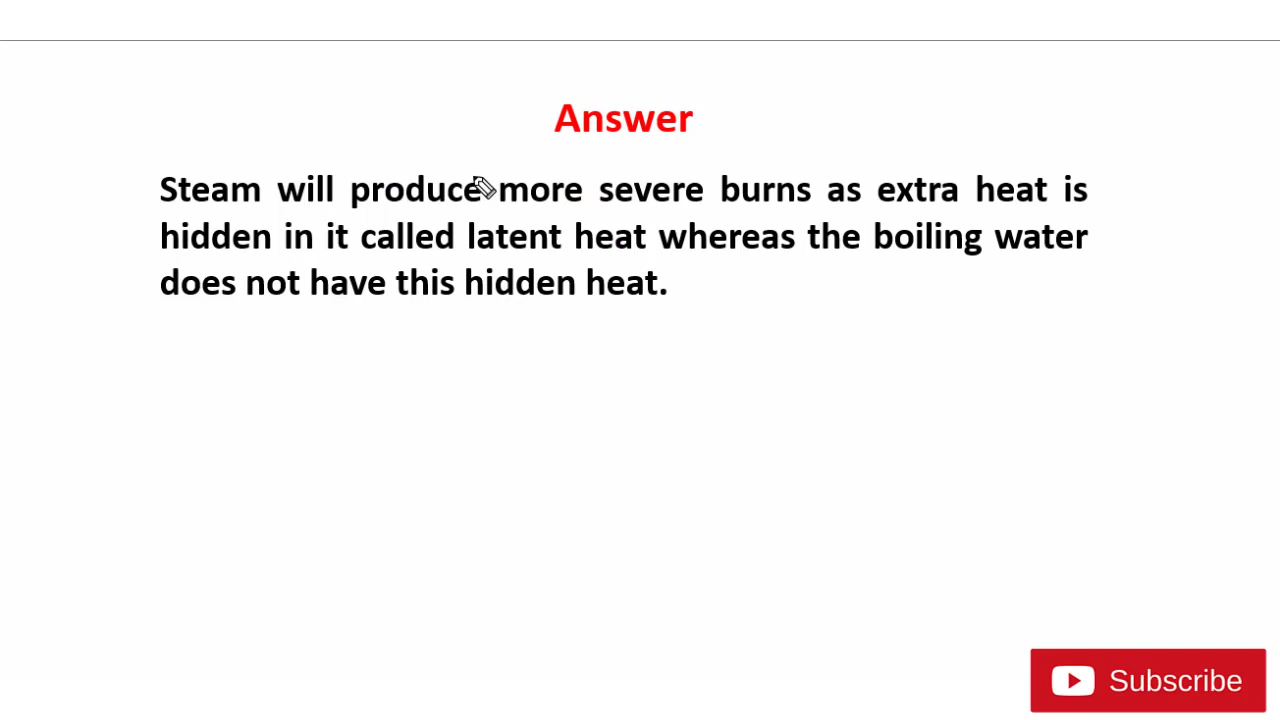 Answer
Steam will produce more severe burns as extra heat is
hidden in it called latent heat whereas the boiling water
does not have this hidden heat.
Subscribe